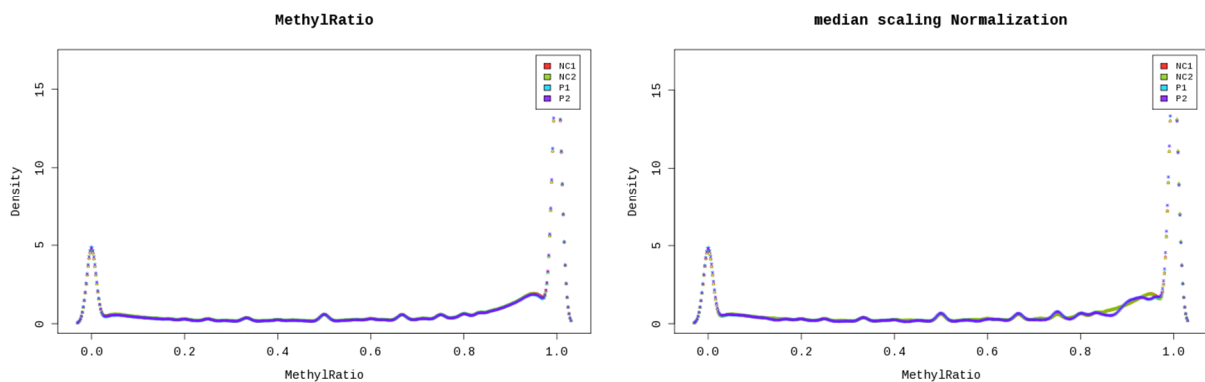 MethylRatio
NC1
NC2
P1
P2
15
10
5
0
Density
0.0 0.2 0.4 0.6 0.8 1.0
MethylRatio
median scaling Normalization
NC1
NC2
P1
P2
15
10
5
0
Density
0.0 0.2 0.4 0.6 0.8 1.0
MethylRatio